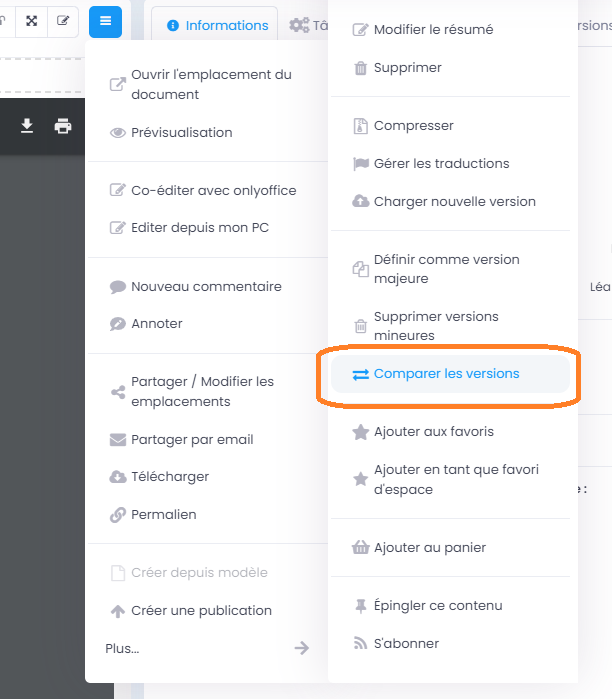 Informations
Ouvrir l'emplacement du
document
Prévisualisation
Co-éditer avec onlyoffice
Editer depuis mon PC
Nouveau commentaire
Annoter
Partager / Modifier les
emplacements
Partager par email
Télécharger
Permalien
Créer depuis modèle
Créer une publication
Plus...
Modifier le résumé
Supprimer
Compresser
Gérer les traductions
Charger nouvelle version
Définir comme version
majeure
Supprimer versions
mineures
Comparer les versions
Ajouter aux favoris
Ajouter en tant que favori
d'espace
Ajouter au panier
Épingler ce contenu
S'abonner